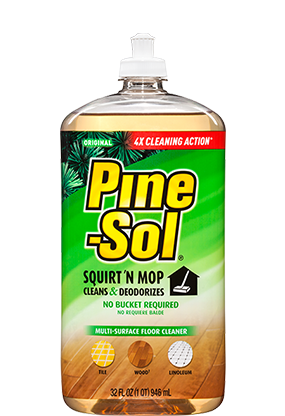 ORIGINAL
4X CLEANING ACTION*
Pine
-Sol®
SQUIRT 'N MOP
CLEANS & DEODORIZES
NO BUCKET REQUIRED
NO REQUIERE BALDE
MULTI-SURFACE FLOOR CLEANER
TILE
WOOD†
LINOLEUM
32 FL OZ (1 QT) 946 mL